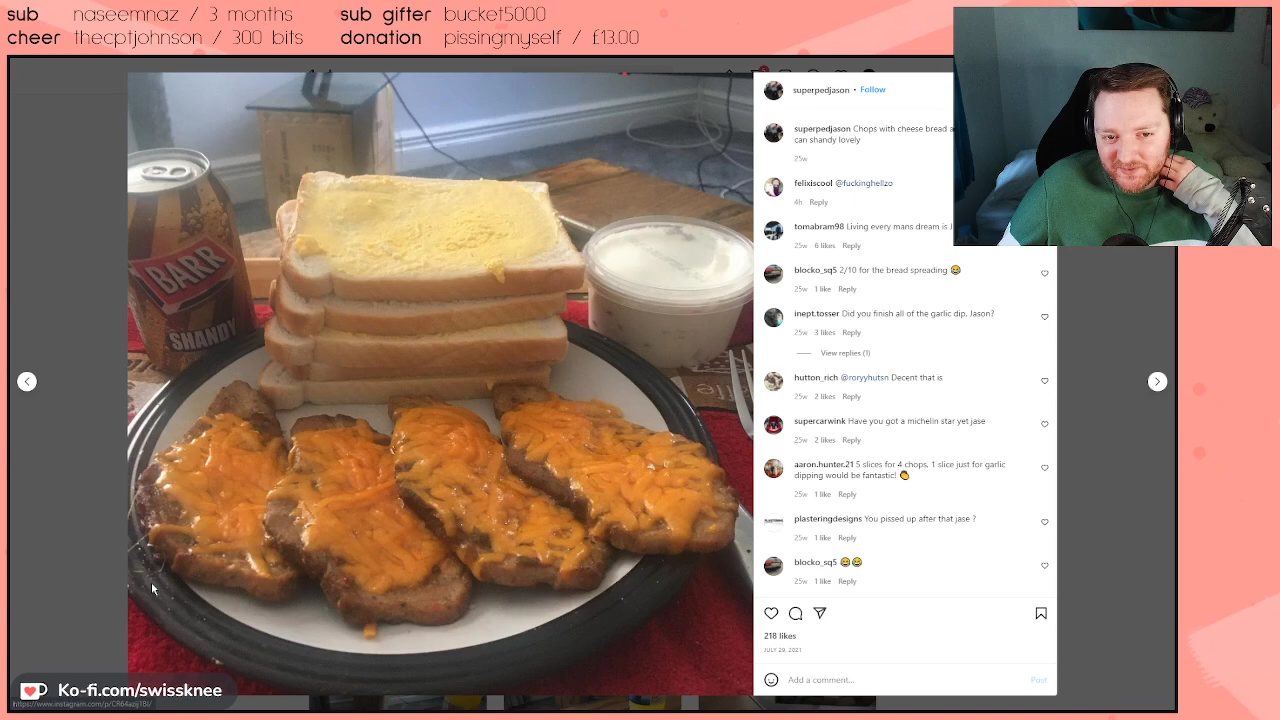 sub nasemnaz / 3 months
sub gifter bucket5000
cheer thecptjohnson / 300 bits
donation pissingmyself / £13.00
BARR
SHANDY
superpedjason • Follow
superpedjason Chops with cheese bread a
can shandy lovely
25w
felixiscool @fuckinghellzo
4h Reply
tomabram98 Living every mans dream is J
25w 6 likes Reply
blocko_sq5 2/10 for the bread spreading 😂
25w 1 like Reply
inept.tosser Did you finish all of the garlic dip, Jason?
25w 3 likes Reply
View replies (1)
hutton_rich @roryyhutsn Decent that is
25w 2 likes Reply
supercarwink Have you got a michelin star yet jase
25w 2 likes Reply
aaron.hunter.21 5 slices for 4 chops, 1 slice just for garlic
dipping would be fantastic! 👏
25w 1 like Reply
plasteringdesigns You pissed up after that jase ?
25w 1 like Reply
blocko_sq5 😂😂
25w 1 like Reply
218 likes
JULY 29, 2021
Add a comment... Post
Ko-fi.com/swissknee